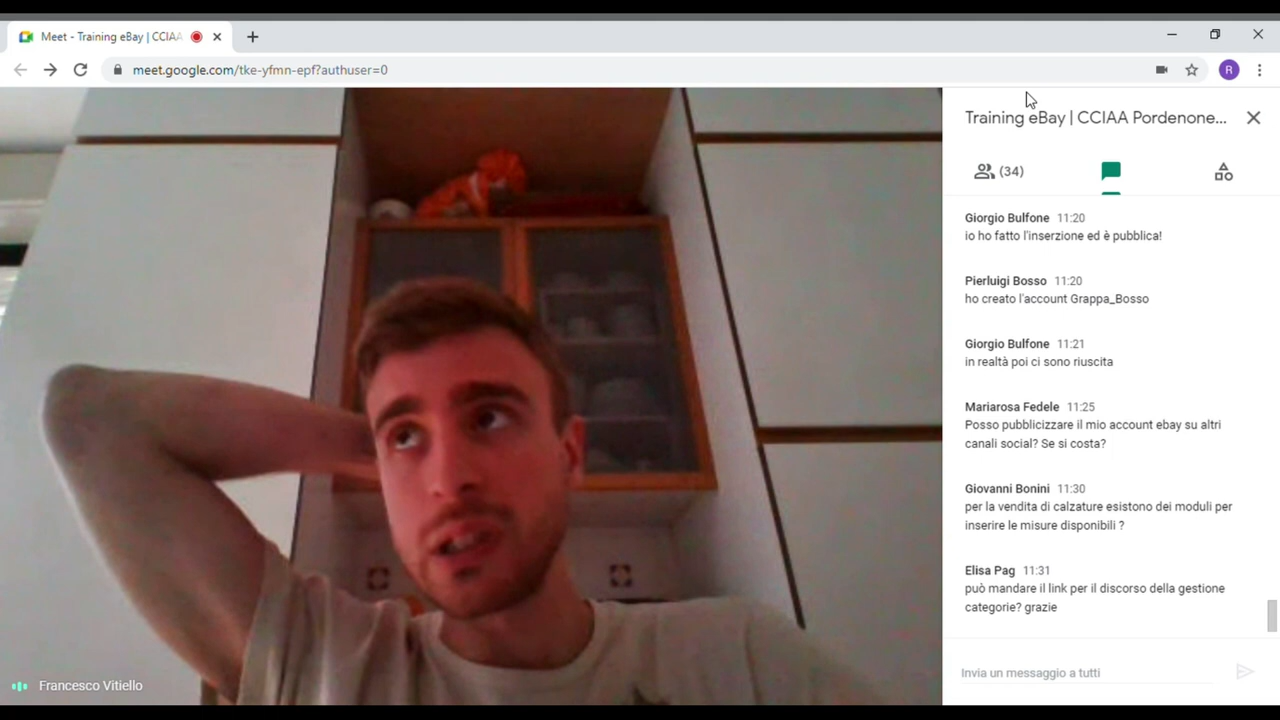 Meet - Training eBay | CCIAA
meet.google.com/tke-yfmn-epf?authuser=0
R
Training eBay | CCIAA Pordenone...
(34)
Giorgio Bulfone 11:20
io ho fatto l'inserzione ed è pubblica!
Pierluigi Bosso 11:20
ho creato l'account Grappa_Bosso
Giorgio Bulfone 11:21
in realtà poi ci sono riuscita
Mariarosa Fedele 11:25
Posso pubblicizzare il mio account ebay su altri
canali social? Se si costa?
Giovanni Bonini 11:30
per la vendita di calzature esistono dei moduli per
inserire le misure disponibili ?
Elisa Pag 11:31
può mandare il link per il discorso della gestione
categorie? grazie
Invia un messaggio a tutti
Francesco Vitiello